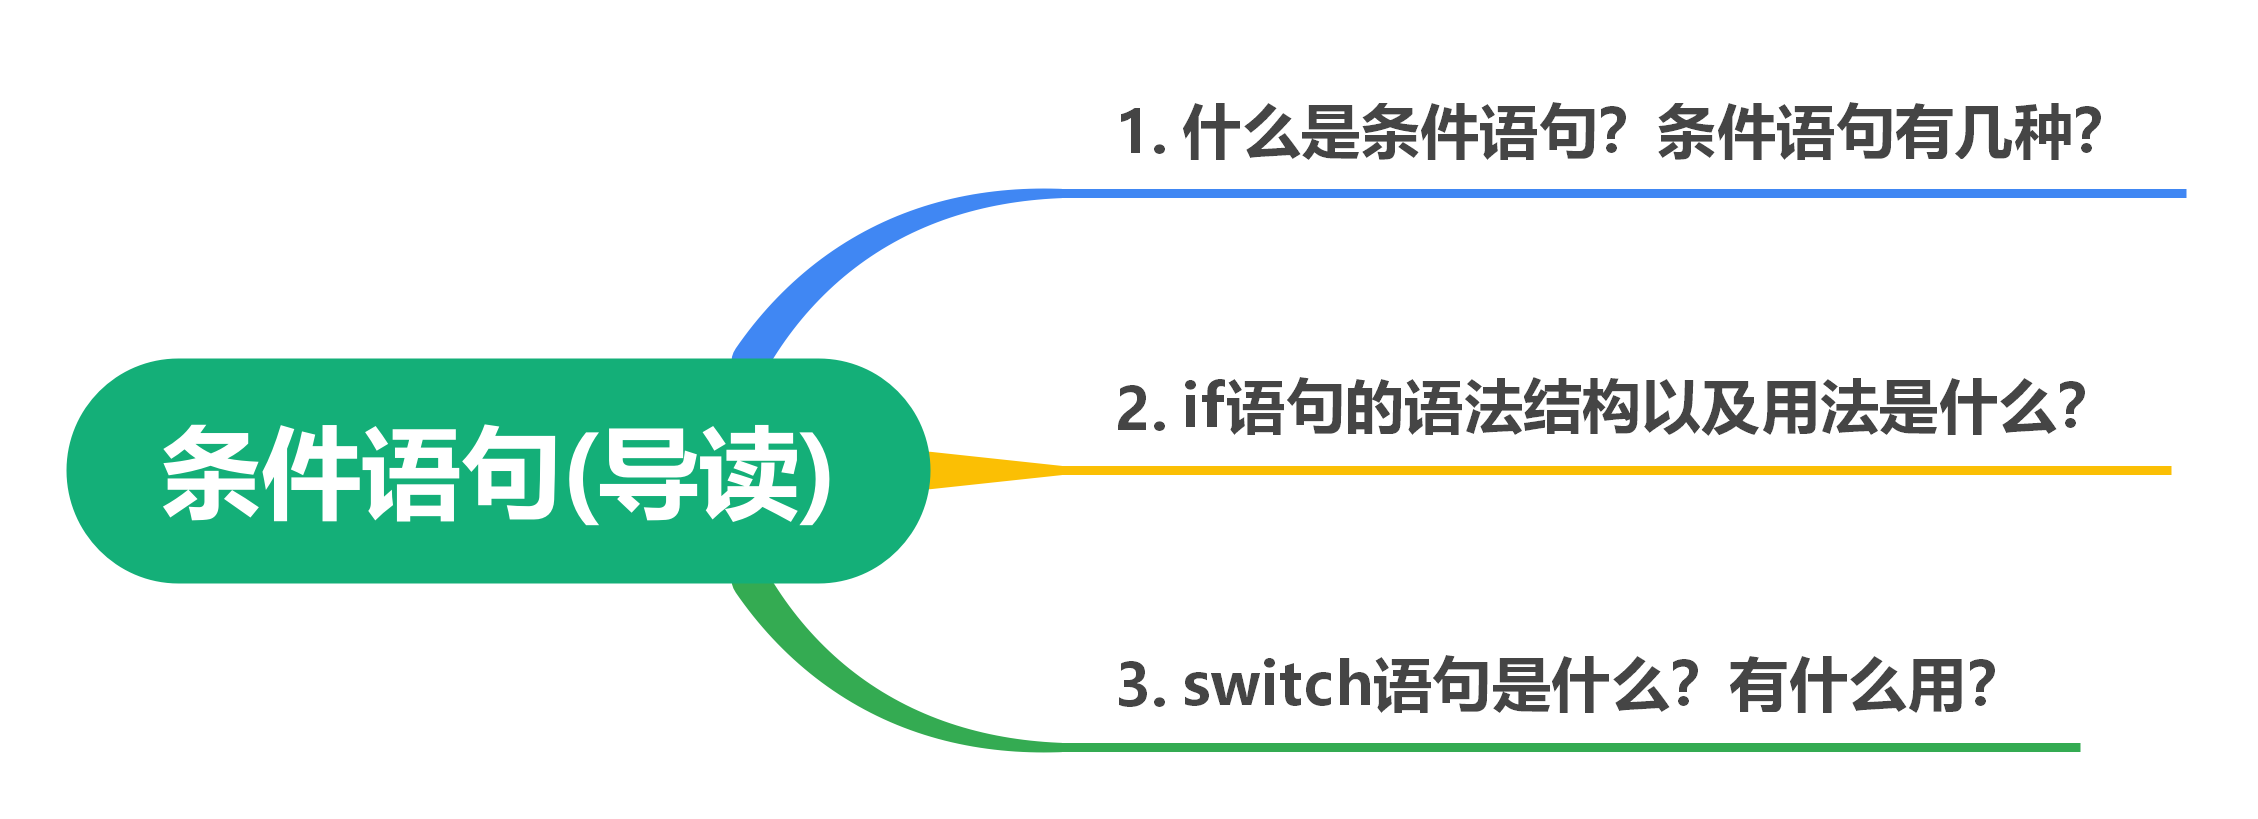 条件语句(导读)
1. 什么是条件语句？条件语句有几种？
2. if语句的语法结构以及用法是什么？
3. switch语句是什么？有什么用？